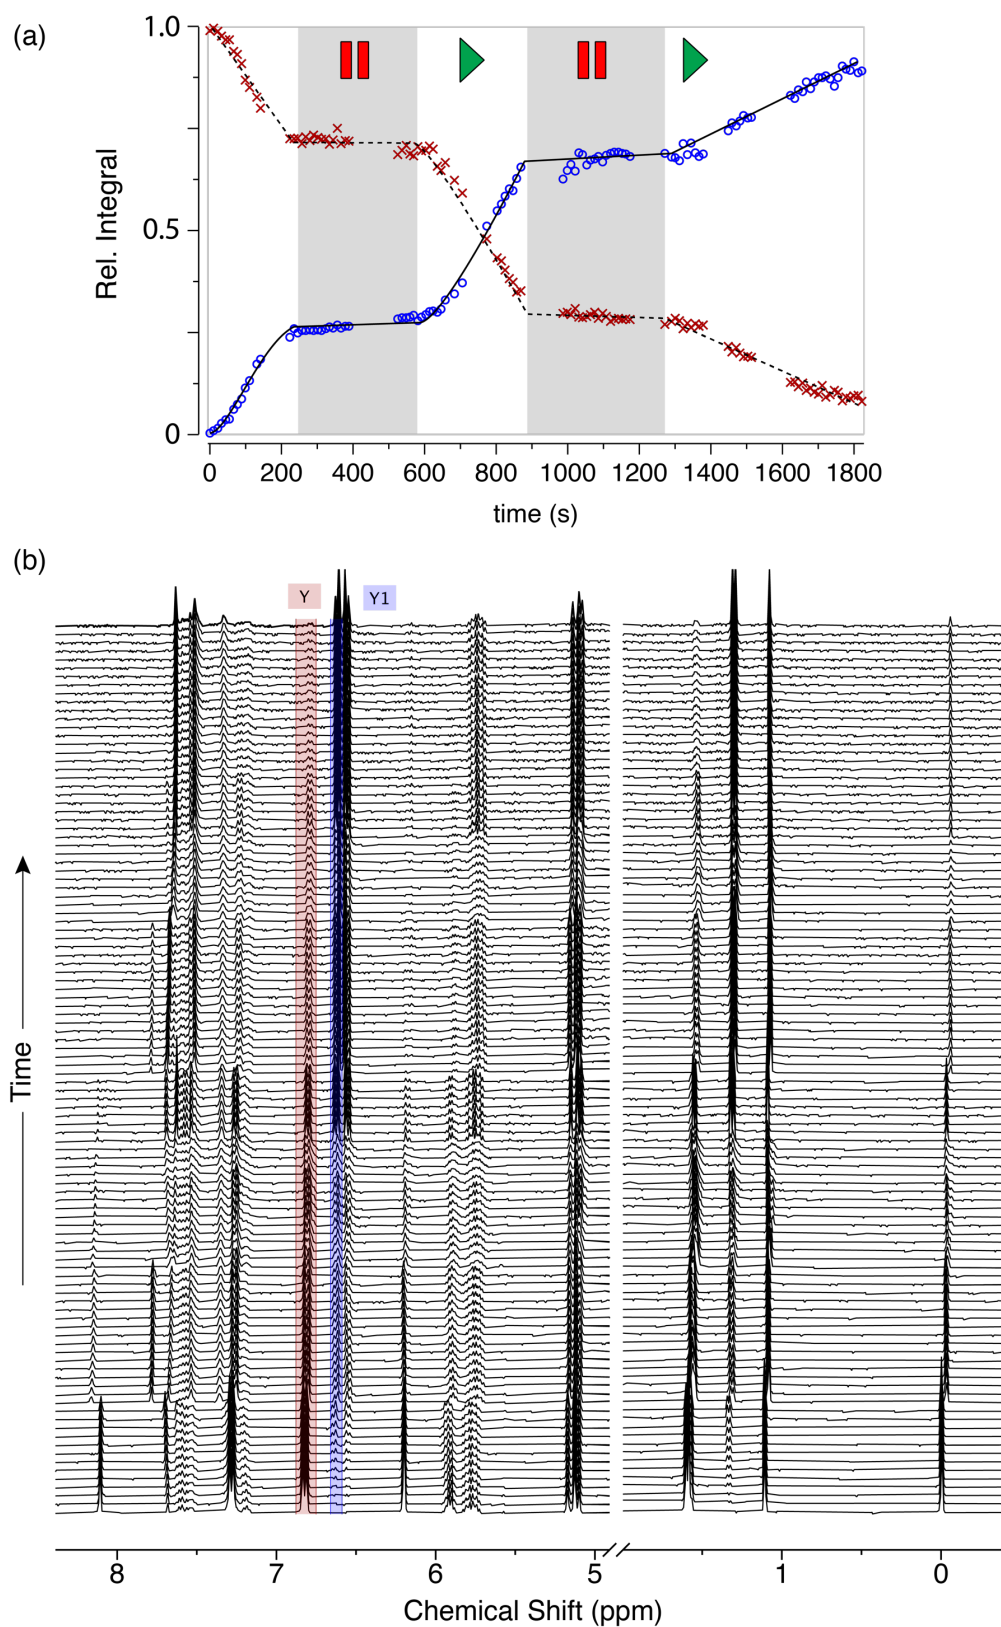 (a)
1.0
0.5
0
Rel. Integral
0 200 400 600 800 1000 1200 1400 1600 1800
time (s)
(b)
Y Y1
Time
8 7 6 5 1 0
Chemical Shift (ppm)